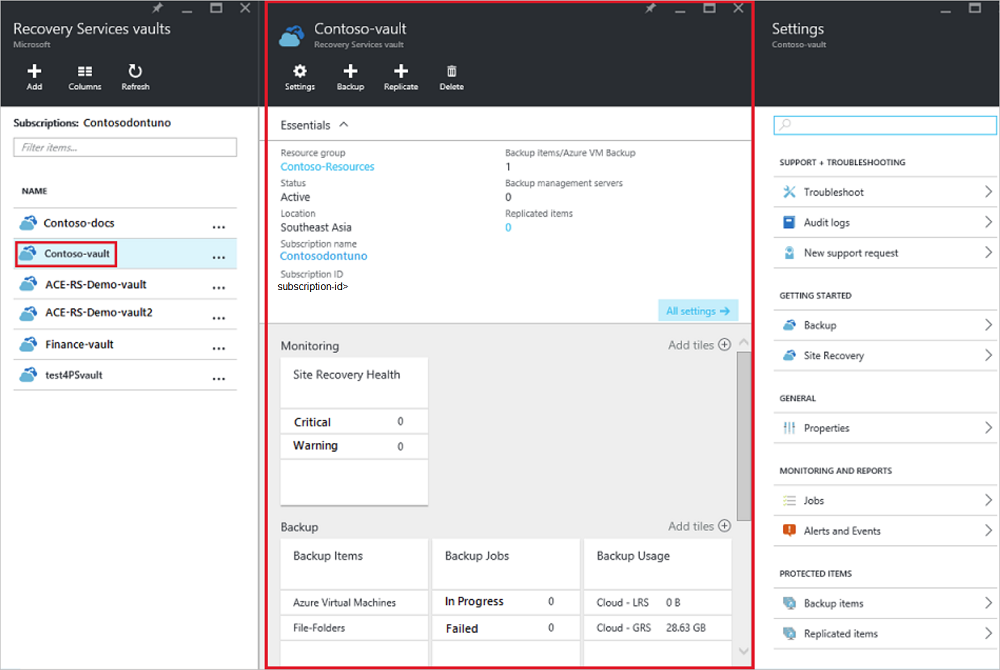 Recovery Services vaults
Microsoft
Add
Columns
Refresh
Subscriptions: Contosodontuno
Filter items...
NAME
Contoso-docs
...
Contoso-vault
...
ACE-RS-Demo-vault
...
ACE-RS-Demo-vault2
...
Finance-vault
...
test4PSvault
...
Contoso-vault
Recovery Services vault
Settings
Backup
Replicate
Delete
Essentials
Resource group
Contoso-Resources
Status
Active
Location
Southeast Asia
Subscription name
Contosodontuno
Subscription ID
subscription-id>
Backup items/Azure VM Backup
1
Backup management servers
0
Replicated items
0
All settings
Monitoring
Add tiles
Site Recovery Health
Critical 0
Warning 0
Backup
Add tiles
Backup Items
Azure Virtual Machines
File-Folders
Backup Jobs
In Progress 0
Failed 0
Backup Usage
Cloud - LRS 0 B
Cloud - GRS 28.63 GB
Settings
Contoso-vault
SUPPORT + TROUBLESHOOTING
Troubleshoot
Audit logs
New support request
GETTING STARTED
Backup
Site Recovery
GENERAL
Properties
MONITORING AND REPORTS
Jobs
Alerts and Events
PROTECTED ITEMS
Backup items
Replicated items